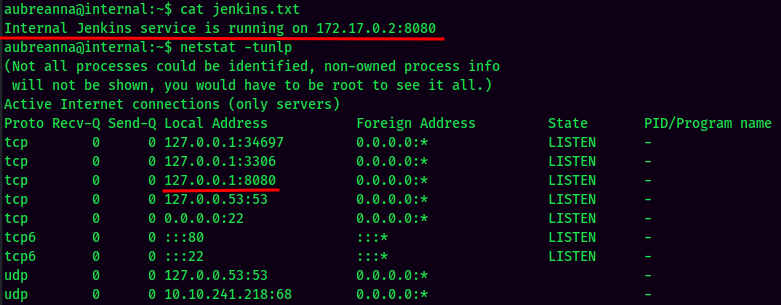 aubreanna@internal:~$ cat jenkins.txt
Internal Jenkins service is running on 172.17.0.2:8080
aubreanna@internal:~$ netstat -tunlp
(Not all processes could be identified, non-owned process info
 will not be shown, you would have to be root to see it all.)
Active Internet connections (only servers)
Proto Recv-Q Send-Q Local Address           Foreign Address         State       PID/Program name
tcp        0      0 127.0.0.1:34697         0.0.0.0:*               LISTEN      -
tcp        0      0 127.0.0.1:3306          0.0.0.0:*               LISTEN      -
tcp        0      0 127.0.0.1:8080          0.0.0.0:*               LISTEN      -
tcp        0      0 127.0.0.53:53           0.0.0.0:*               LISTEN      -
tcp        0      0 0.0.0.0:22              0.0.0.0:*               LISTEN      -
tcp6       0      0 :::80                   :::*                    LISTEN      -
tcp6       0      0 :::22                   :::*                    LISTEN      -
udp        0      0 127.0.0.53:53           0.0.0.0:*                           -
udp        0      0 10.10.241.218:68        0.0.0.0:*                           -